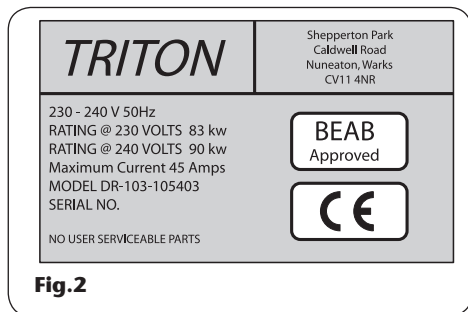 TRITON
Shepperton Park
Caldwell Road
Nuneaton, Warks
CV11 4NR
230 - 240 V 50Hz
RATING @ 230 VOLTS 83 kw
RATING @ 240 VOLTS 90 kw
Maximum Current 45 Amps
MODEL DR-103-105403
SERIAL NO.
NO USER SERVICEABLE PARTS
BEAB
Approved
CE
Fig.2